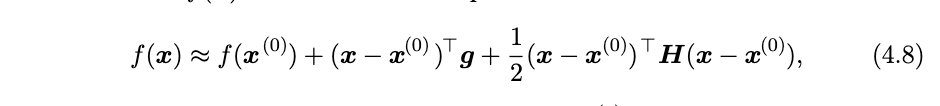 f(x) ≈ f(x⁽⁰⁾) + (x − x⁽⁰⁾)⊤g + 1/2 (x − x⁽⁰⁾)⊤H(x − x⁽⁰⁾), (4.8)